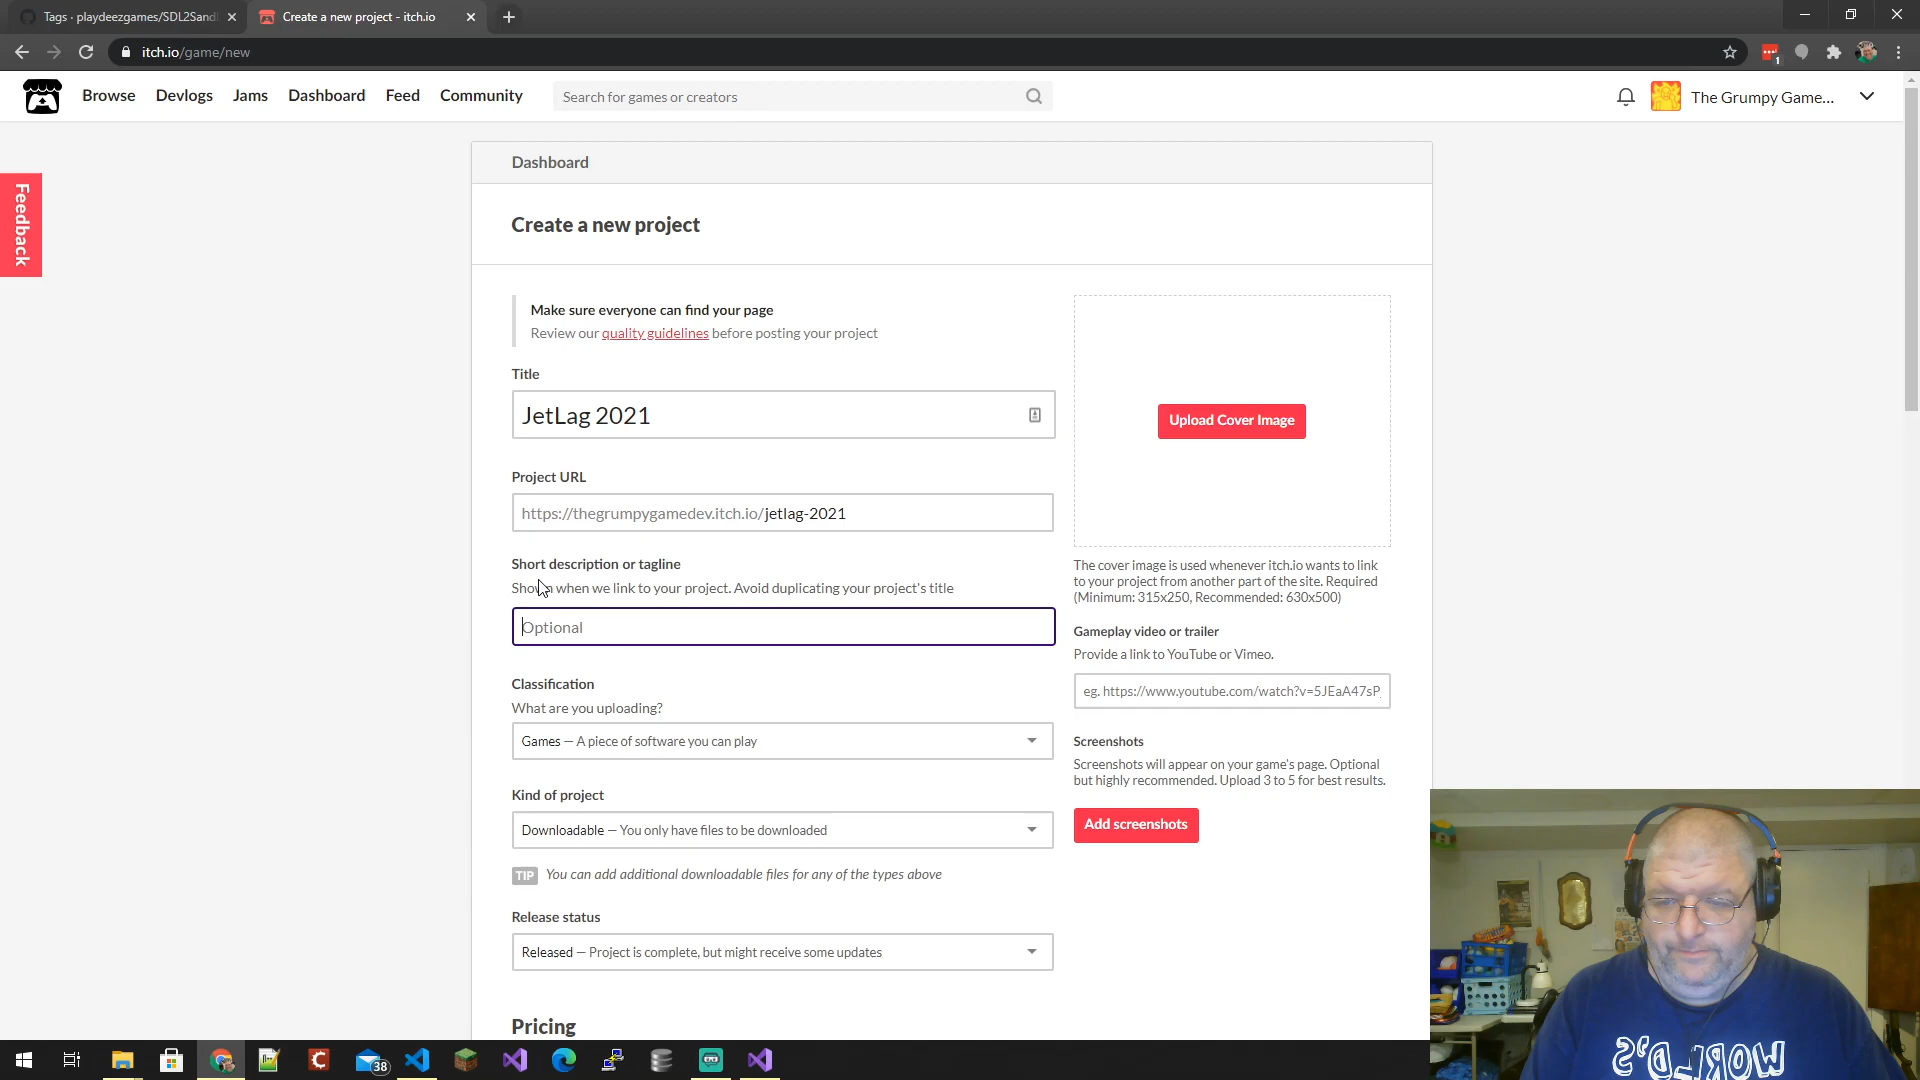 Tags · playdeezgames/SDL2Sand
Create a new project - itch.io
itch.io/game/new
1
Browse
Devlogs
Jams
Dashboard
Feed
Community
Search for games or creators
The Grumpy Game...
Feedback
Dashboard
Create a new project
Make sure everyone can find your page
Review our quality guidelines before posting your project
Title
JetLag 2021
Project URL
https://thegrumpygamedev.itch.io/jetlag-2021
Short description or tagline
Shown when we link to your project. Avoid duplicating your project's title
Optional
Classification
What are you uploading?
Games — A piece of software you can play
Kind of project
Downloadable — You only have files to be downloaded
TIP You can add additional downloadable files for any of the types above
Release status
Released — Project is complete, but might receive some updates
Pricing
Upload Cover Image
The cover image is used whenever itch.io wants to link
to your project from another part of the site. Required
(Minimum: 315x250, Recommended: 630x500)
Gameplay video or trailer
Provide a link to YouTube or Vimeo.
eg. https://www.youtube.com/watch?v=5JEaA47sP
Screenshots
Screenshots will appear on your game's page. Optional
but highly recommended. Upload 3 to 5 for best results.
Add screenshots
WORLD'S
38